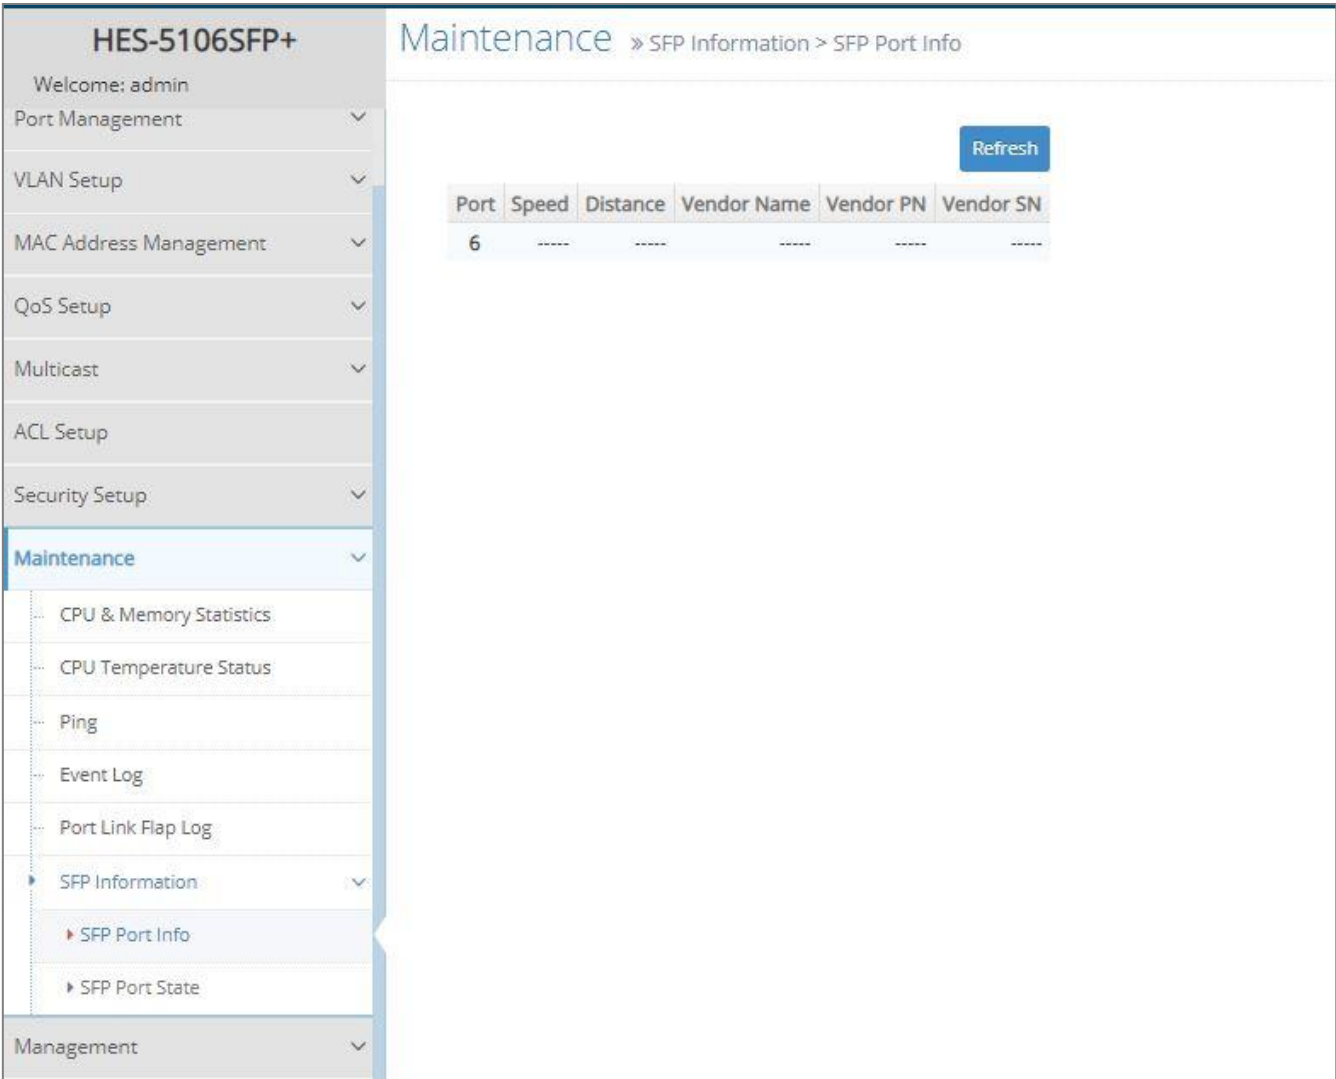 HES-5106SFP+
Welcome: admin
Port Management
VLAN Setup
MAC Address Management
QoS Setup
Multicast
ACL Setup
Security Setup
Maintenance
CPU & Memory Statistics
CPU Temperature Status
Ping
Event Log
Port Link Flap Log
SFP Information
SFP Port Info
SFP Port State
Management
Maintenance » SFP Information > SFP Port Info
Refresh
Port Speed Distance Vendor Name Vendor PN Vendor SN
6 ----- ----- ----- ----- -----